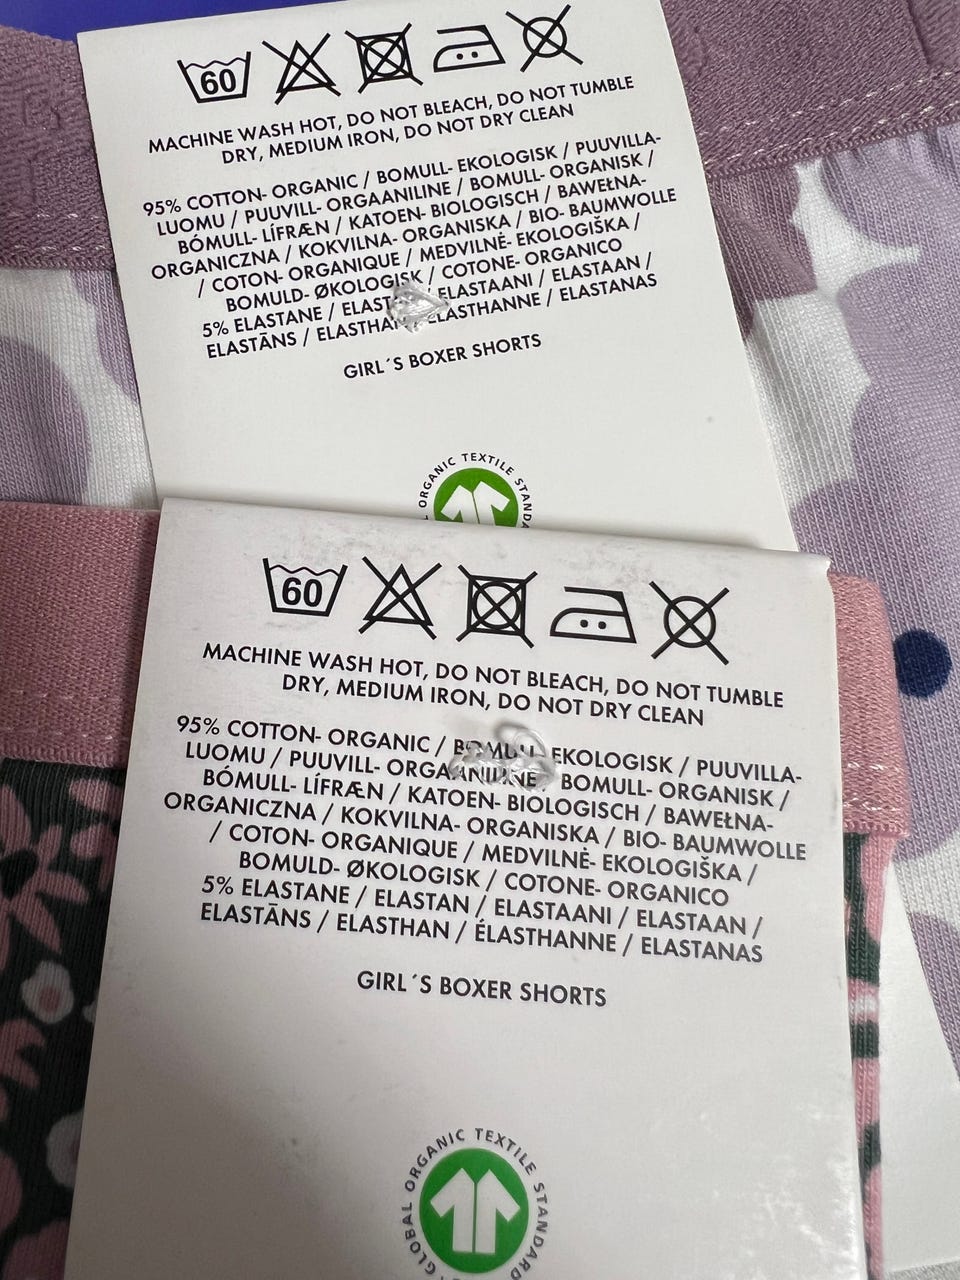 60
MACHINE WASH HOT, DO NOT BLEACH, DO NOT TUMBLE
DRY, MEDIUM IRON, DO NOT DRY CLEAN
95% COTTON- ORGANIC / BOMULL- EKOLOGISK / PUUVILLA-
LUOMU / PUUVILL- ORGAANILINE / BOMULL- ORGANISK /
BÓMULL- LÍFRÆN / KATOEN- BIOLOGISCH / BAWEŁNA-
ORGANICZNA / KOKVILNA- ORGANISKA / BIO- BAUMWOLLE
/ COTON- ORGANIQUE / MEDVILNĖ- EKOLOGIŠKA /
BOMULD- ØKOLOGISK / COTONE- ORGANICO
5% ELASTANE / ELASTAANI / ELASTAAN /
ELASTĀNS / ELASTHAN / ÉLASTHANNE / ELASTANAS
GIRL´S BOXER SHORTS
ORGANIC TEXTILE STANDA
60
MACHINE WASH HOT, DO NOT BLEACH, DO NOT TUMBLE
DRY, MEDIUM IRON, DO NOT DRY CLEAN
95% COTTON- ORGANIC / BOMULL- EKOLOGISK / PUUVILLA-
LUOMU / PUUVILL- ORGAANILINE / BOMULL- ORGANISK /
BÓMULL- LÍFRÆN / KATOEN- BIOLOGISCH / BAWEŁNA-
ORGANICZNA / KOKVILNA- ORGANISKA / BIO- BAUMWOLLE
/ COTON- ORGANIQUE / MEDVILNĖ- EKOLOGIŠKA /
BOMULD- ØKOLOGISK / COTONE- ORGANICO
5% ELASTANE / ELASTAN / ELASTAANI / ELASTAAN /
ELASTĀNS / ELASTHAN / ÉLASTHANNE / ELASTANAS
GIRL´S BOXER SHORTS
GLOBAL ORGANIC TEXTILE STANDARD